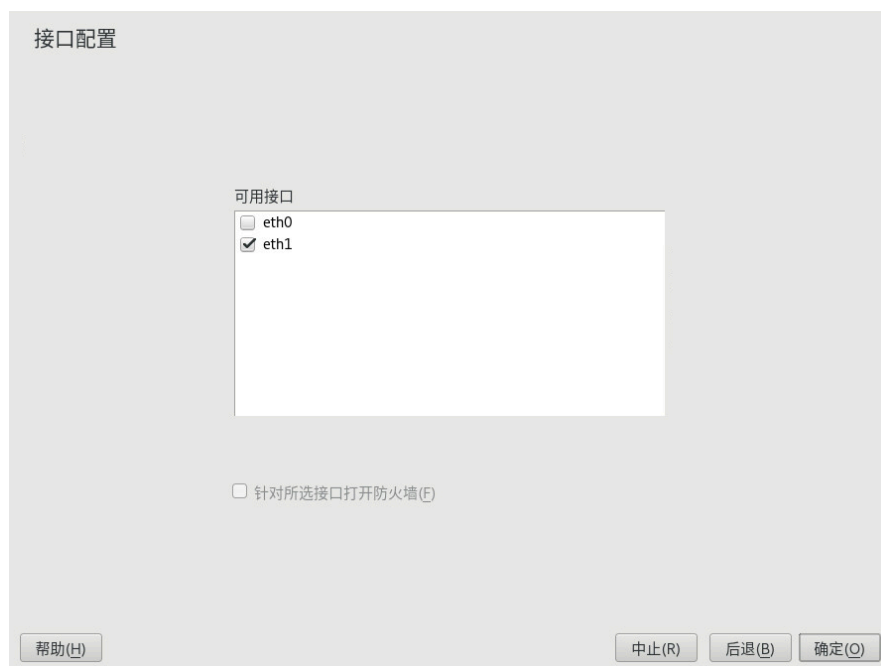 接口配置
可用接口
eth0
eth1
针对所选接口打开防火墙(F)
帮助(H) 中止(R) 后退(B) 确定(O)